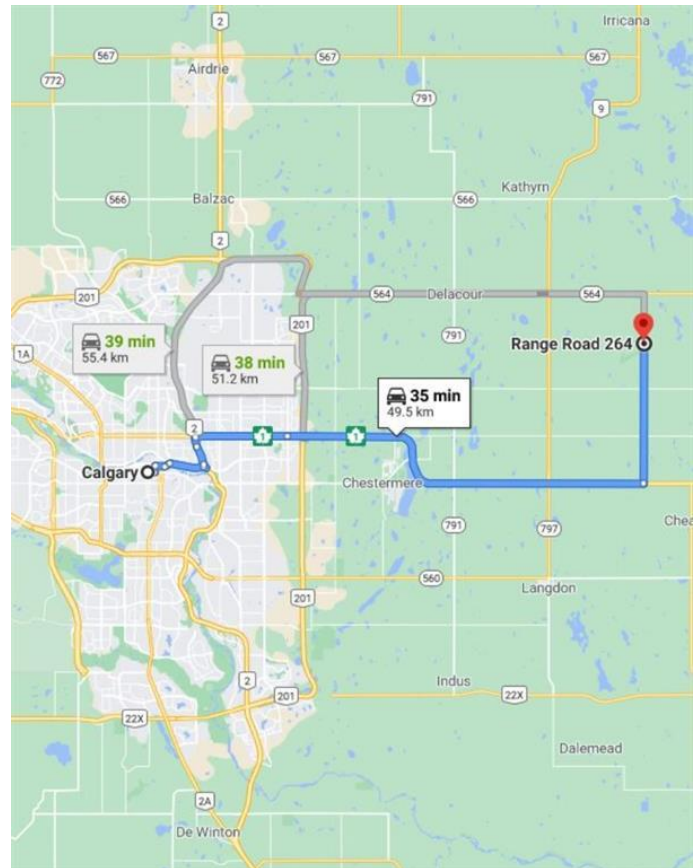 2
Irricana
567
567
567
Airdrie
772
791
9
Kathyrn
566
Balzac
566
566
2
201
564
Delacour
564
39 min
55.4 km
201
791
Range Road 264
1A
38 min
51.2 km
35 min
49.5 km
2
1
1
Calgary
Chestermere
Chea
791
797
560
Langdon
201
2
Indus
201
22X
22X
Dalemead
2A
De Winton